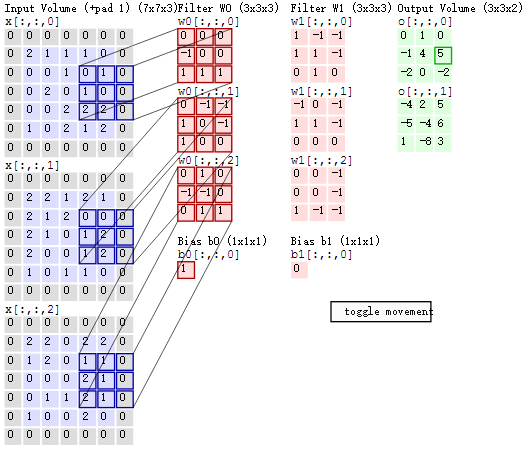 Input Volume (+pad 1) (7x7x3)
x[:,:,0]
0 0 0 0 0 0 0
0 2 1 1 1 0 0
0 0 0 1 0 1 0
0 0 2 0 1 0 0
0 0 0 2 2 2 0
0 1 0 2 1 2 0
0 0 0 0 0 0 0
x[:,:,1]
0 0 0 0 0 0 0
0 2 2 1 2 1 0
0 2 1 2 0 0 0
0 2 1 0 1 2 0
0 0 0 0 1 2 0
0 1 0 1 1 0 0
0 0 0 0 0 0 0
x[:,:,2]
0 0 0 0 0 0 0
0 2 2 0 2 2 0
0 1 2 0 1 1 0
0 0 0 0 2 1 0
0 0 1 1 2 1 0
0 1 0 0 2 0 0
0 0 0 0 0 0 0
Filter W0 (3x3x3)
w0[:,:,0]
0 0 0
-1 0 0
1 1 1
w0[:,:,1]
0 -1 -1
1 0 -1
1 0 0
w0[:,:,2]
0 1 0
-1 -1 0
0 1 1
Bias b0 (1x1x1)
b0[:,:,0]
1
Filter W1 (3x3x3)
w1[:,:,0]
1 -1 -1
1 0 -1
0 1 0
w1[:,:,1]
-1 0 -1
1 1 -1
1 0 0
w1[:,:,2]
0 0 -1
0 0 -1
1 -1 -1
Bias b1 (1x1x1)
b1[:,:,0]
0
Output Volume (3x3x2)
o[:,:,0]
0 1 0
-1 4 5
-2 0 -2
o[:,:,1]
-4 2 5
-5 -4 6
1 -8 3
toggle movement